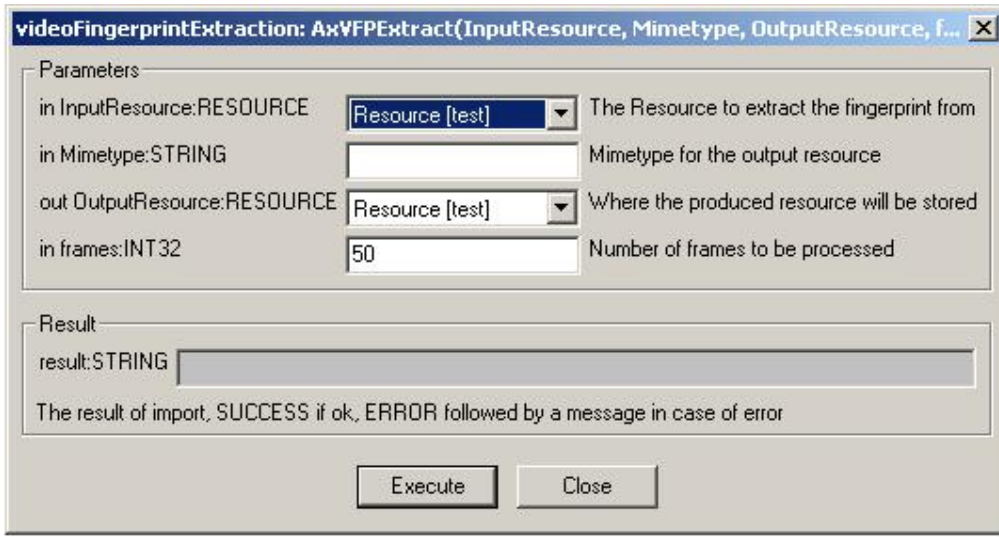 videoFingerprintExtraction: AxVFPExtract(InputResource, Mimetype, OutputResource, f...
Parameters
in InputResource:RESOURCE Resource [test] The Resource to extract the fingerprint from
in Mimetype:STRING Mimetype for the output resource
out OutputResource:RESOURCE Resource [test] Where the produced resource will be stored
in frames:INT32 50 Number of frames to be processed
Result
result:STRING
The result of import, SUCCESS if ok, ERROR followed by a message in case of error
Execute Close